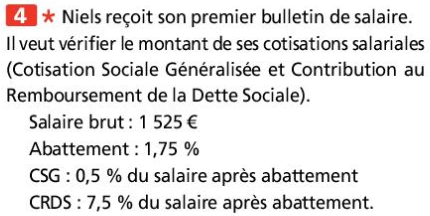 4 * Niels reçoit son premier bulletin de salaire.
Il veut vérifier le montant de ses cotisations salariales
(Cotisation Sociale Généralisée et Contribution au
Remboursement de la Dette Sociale).
Salaire brut : 1 525 €
Abattement : 1,75 %
CSG : 0,5 % du salaire après abattement
CRDS : 7,5 % du salaire après abattement.